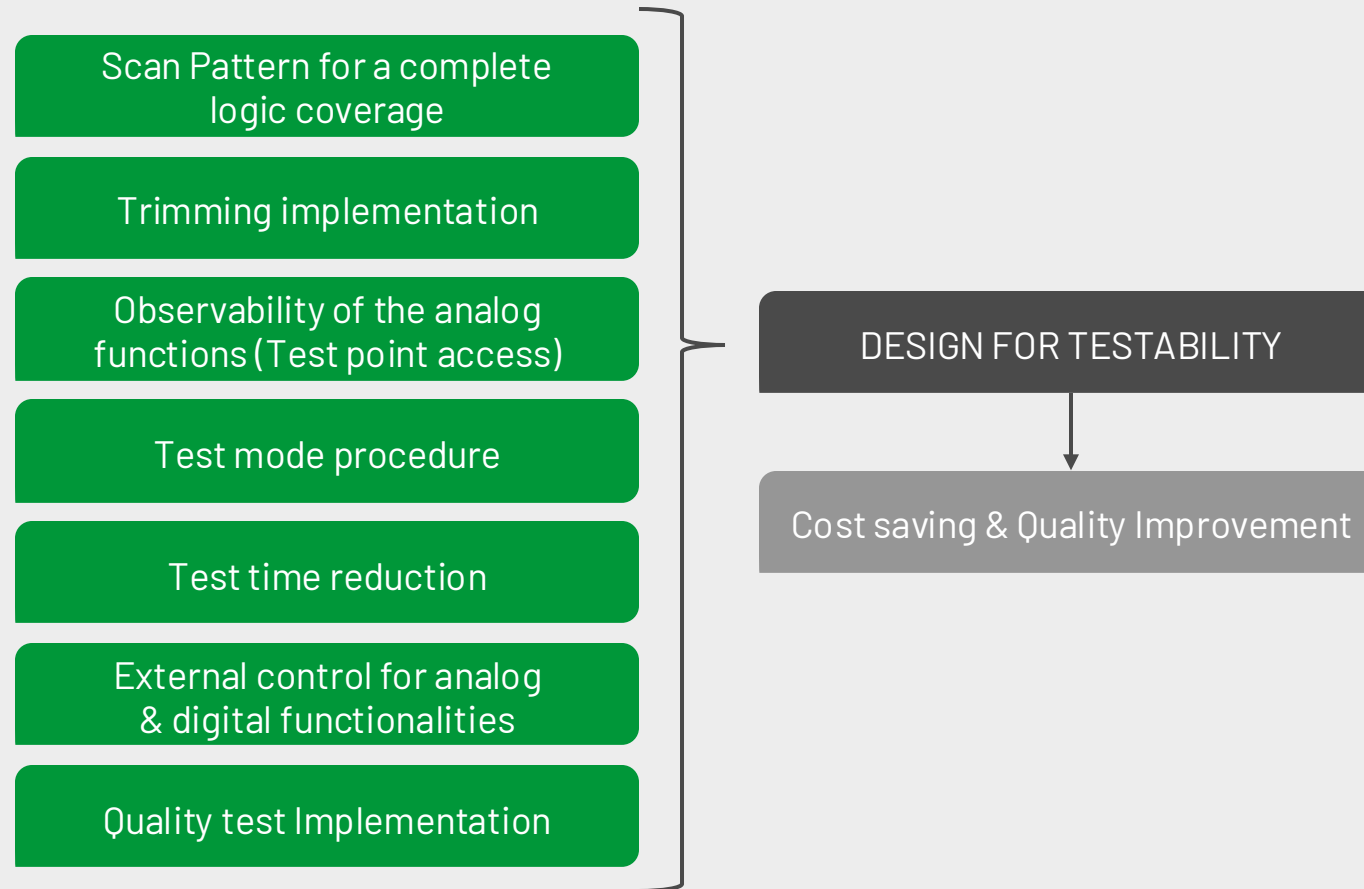 Scan Pattern for a complete
logic coverage
Trimming implementation
Observability of the analog
functions (Test point access)
Test mode procedure
Test time reduction
External control for analog
& digital functionalities
Quality test Implementation
DESIGN FOR TESTABILITY
Cost saving & Quality Improvement